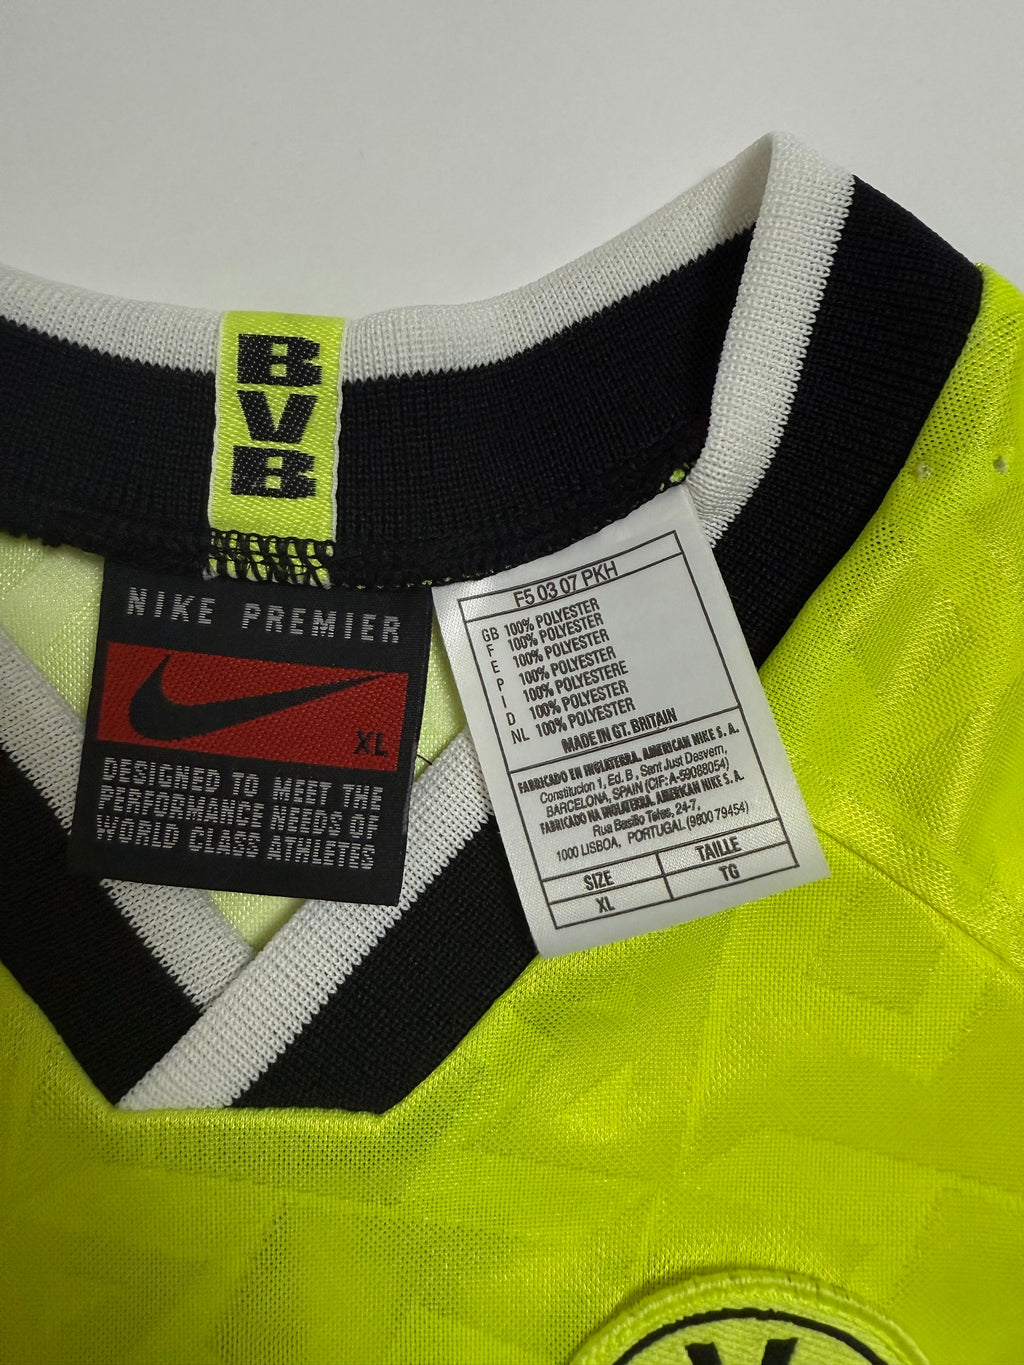 BVB
NIKE PREMIER
XL
DESIGNED TO MEET THE
PERFORMANCE NEEDS OF
WORLD CLASS ATHLETES
F5 03 07 PKH
GB 100% POLYESTER
F 100% POLYESTER
E 100% POLYESTER
P 100% POLYESTER
I 100% POLYESTERE
D 100% POLYESTER
NL 100% POLYESTER
MADE IN GT. BRITAIN
FABRICADO EN INGLATERRA. AMERICAN NIKE S.A.
Constitucion 1, Ed. B, Sant Just Desvern,
BARCELONA, SPAIN (CIF: A-59088054)
FABRICADO NA INGLATERRA. AMERICAN NIKE S.A.
Rua Basilio Teles, 24-7,
1000 LISBOA, PORTUGAL (9800 79454)
SIZE TAILLE
XL TG